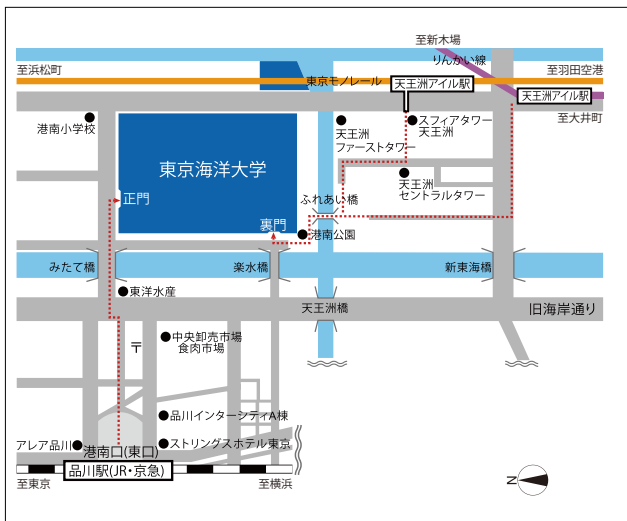 至新木場
りんかい線
至浜松町
至羽田空港
東京モノレール
天王洲アイル駅
天王洲アイル駅
至大井町
港南小学校
天王洲
ファーストタワー
スフィアタワー
天王洲
東京海洋大学
天王洲
セントラルタワー
正門
ふれあい橋
裏門
港南公園
みたて橋
楽水橋
新東海橋
東洋水産
天王洲橋
旧海岸通り
〒
中央卸売市場
食肉市場
品川インターシティA棟
アレア品川
港南口(東口)
ストリングスホテル東京
品川駅(JR・京急)
至東京
至横浜
N